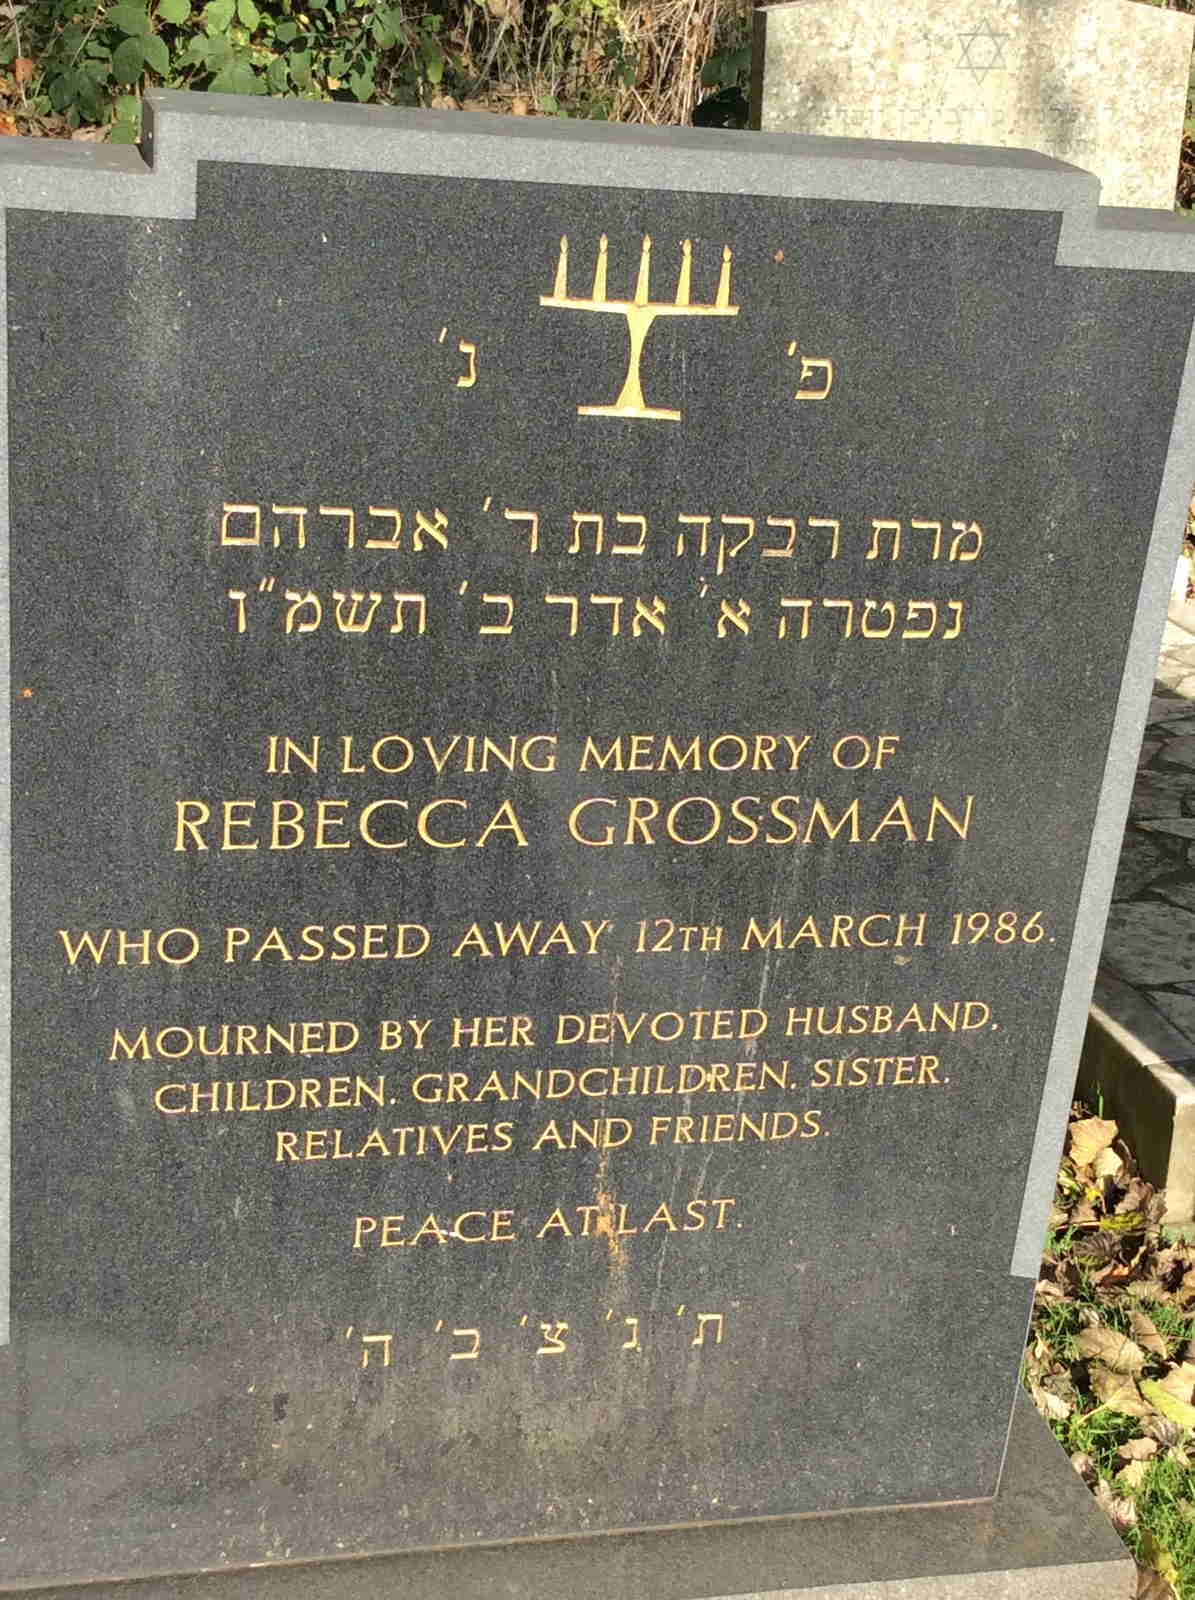 פ' נ'
מרת רבקה בת ר' אברהם
נפטרה א' אדר ב' תשמ"ו
IN LOVING MEMORY OF
REBECCA GROSSMAN
WHO PASSED AWAY 12TH MARCH 1986.
MOURNED BY HER DEVOTED HUSBAND,
CHILDREN, GRANDCHILDREN, SISTER,
RELATIVES AND FRIENDS.
PEACE AT LAST.
ת' נ' צ' ב' ה'